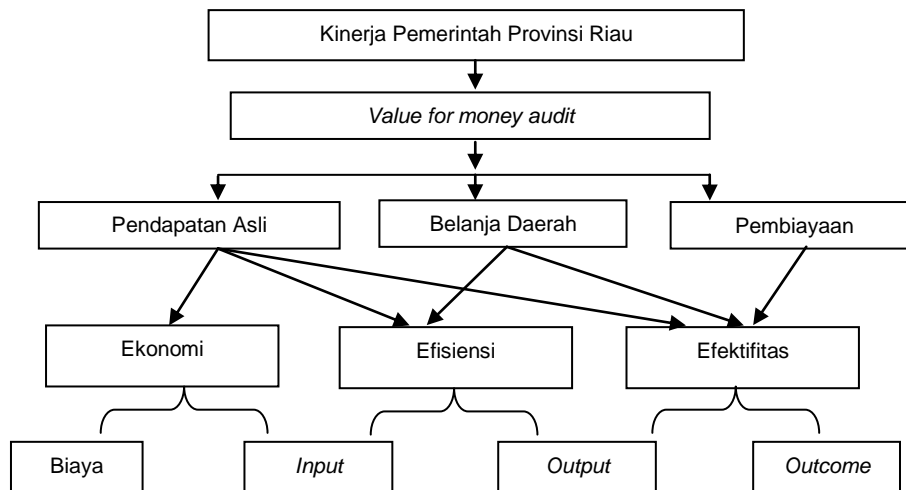 Kinerja Pemerintah Provinsi Riau
Value for money audit
Pendapatan Asli
Belanja Daerah
Pembiayaan
Ekonomi
Efisiensi
Efektifitas
Biaya
Input
Output
Outcome